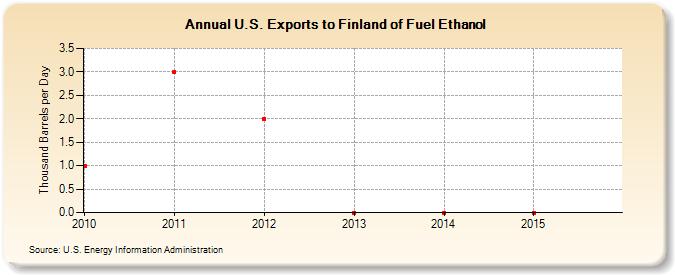 Annual U.S. Exports to Finland of Fuel Ethanol
Thousand Barrels per Day
3.5
3.0
2.5
2.0
1.5
1.0
0.5
0.0
2010 2011 2012 2013 2014 2015
Source: U.S. Energy Information Administration